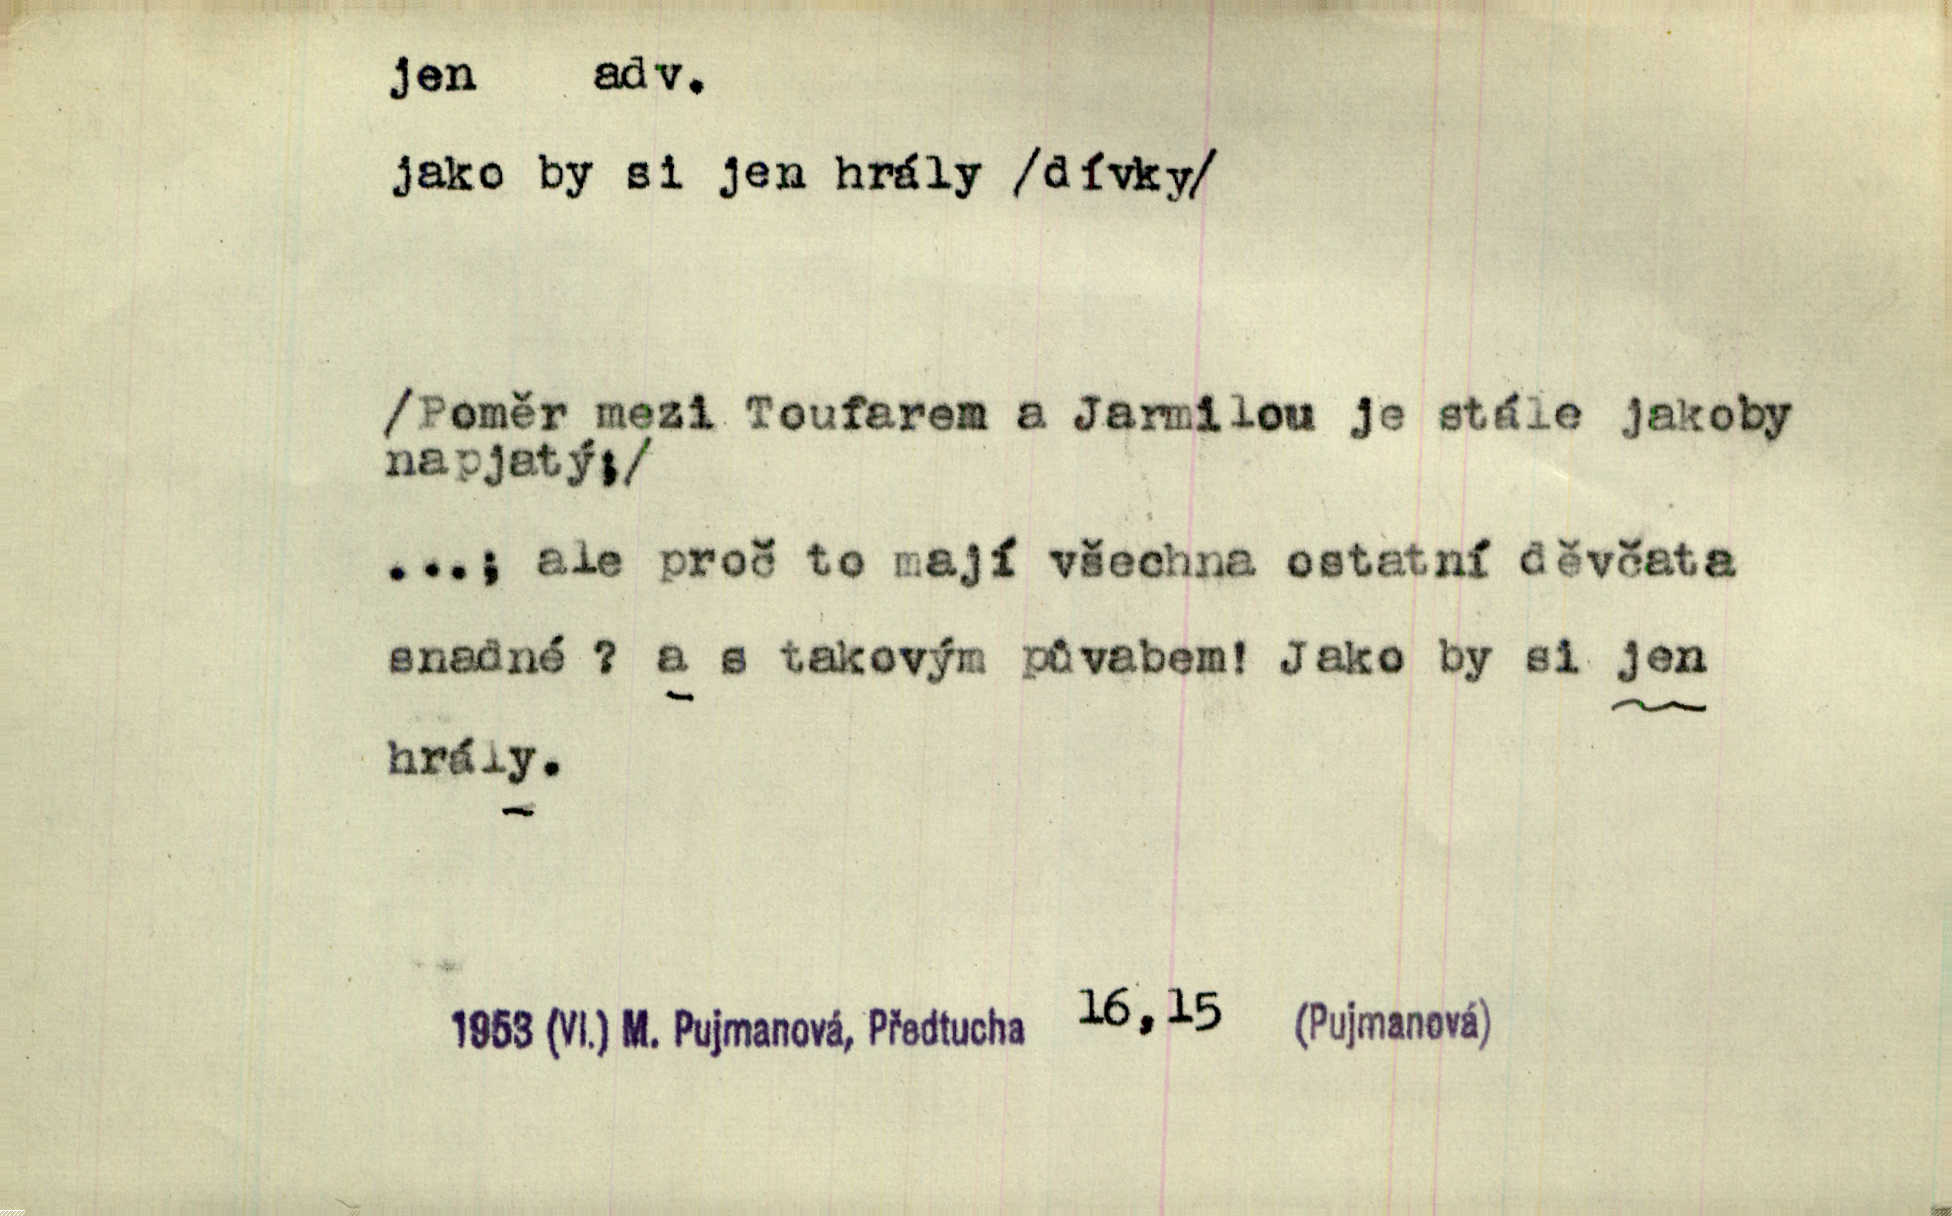 jen adv.
jako by si jen hrály /dívky/
/Poměr mezi Toufarem a Jarmilou je stále jakoby
napjatý;/
...; ale proč to mají všechna ostatní děvčata
snadné ? a s takovým půvabem! Jako by si jen
hrály.
1953 (VI.) M. Pujmanová, Předtucha 16,15 (Pujmanová)